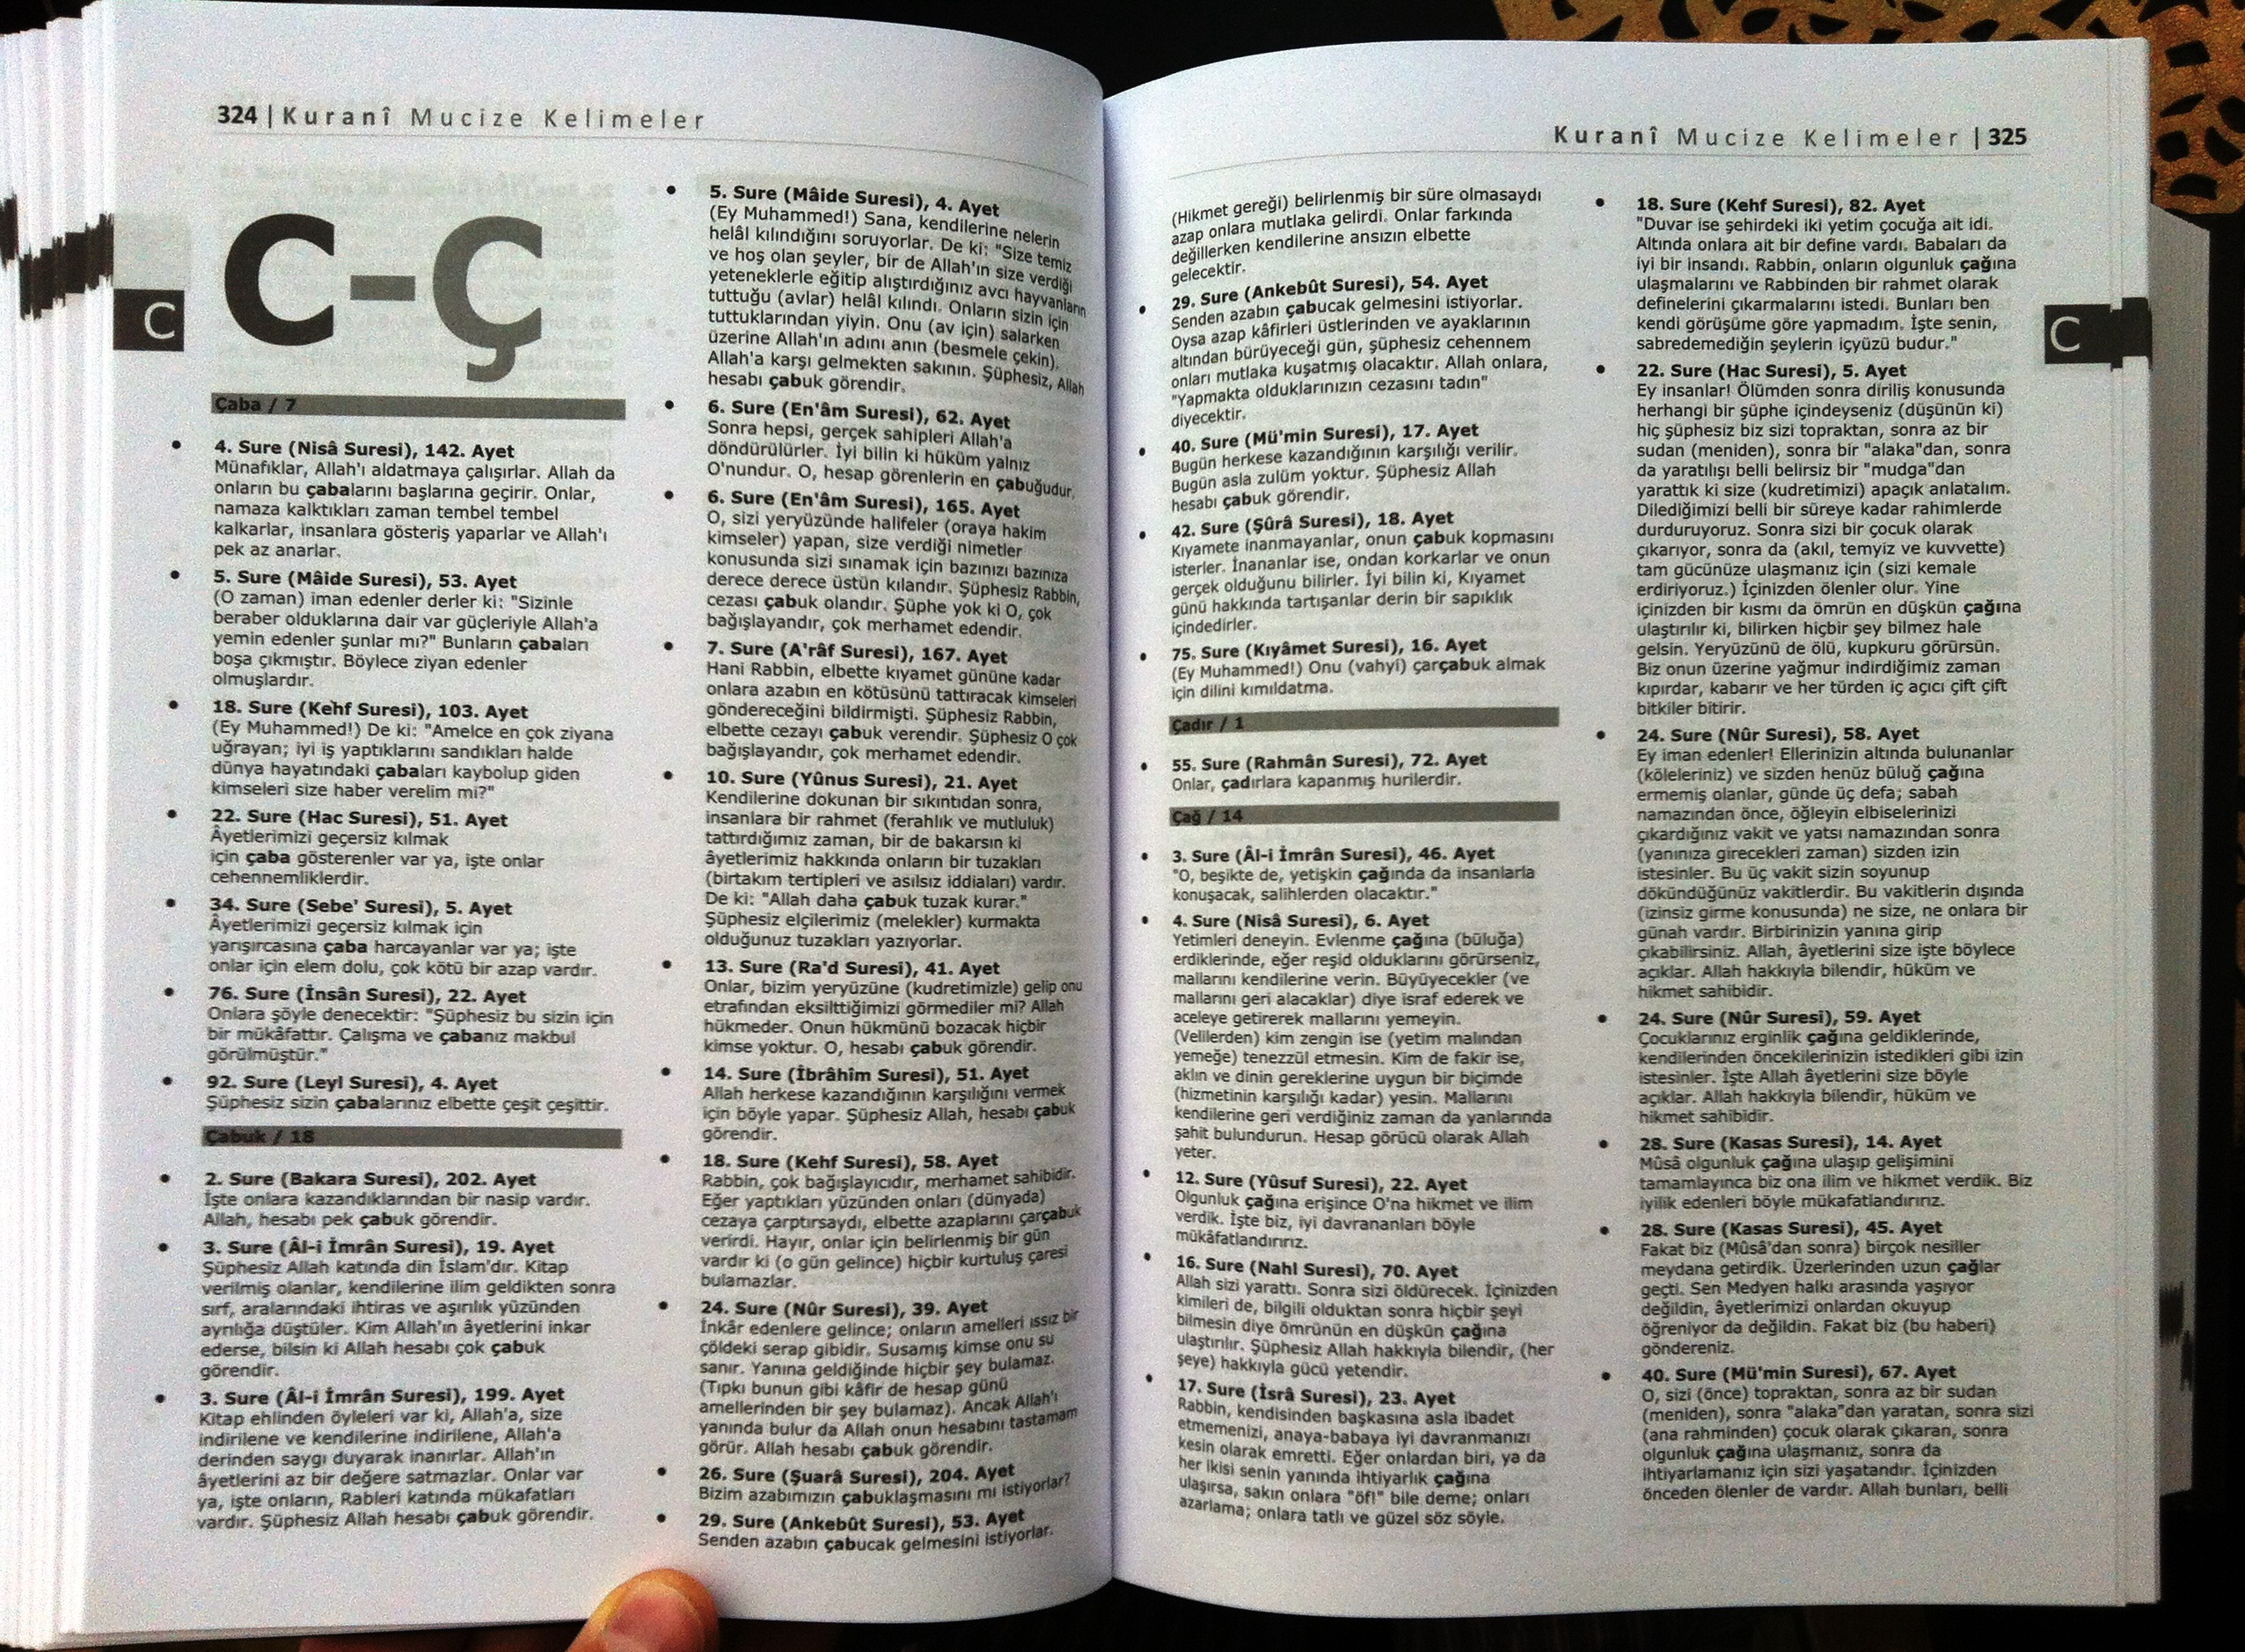 324 | Kuranî Mucize Kelimeler
C
C-Ç
Çaba / 7
• 4. Sure (Nisâ Suresi), 142. Ayet
Münafıklar, Allah'ı aldatmaya çalışırlar. Allah da
onların bu çabalarını başlarına geçirir. Onlar,
namaza kalktıkları zaman tembel tembel
kalkarlar, insanlara gösteriş yaparlar ve Allah'ı
pek az anarlar.
• 5. Sure (Mâide Suresi), 53. Ayet
(O zaman) iman edenler derler ki: "Sizinle
beraber olduklarına dair var güçleriyle Allah'a
yemin edenler şunlar mı?" Bunların çabaları
boşa çıkmıştır. Böylece ziyan edenler
olmuşlardır.
• 18. Sure (Kehf Suresi), 103. Ayet
(Ey Muhammed!) De ki: "Amelce en çok ziyana
uğrayan; iyi iş yaptıklarını sandıkları halde
dünya hayatındaki çabaları kaybolup giden
kimseleri size haber verelim mi?"
• 22. Sure (Hac Suresi), 51. Ayet
Âyetlerimizi geçersiz kılmak
için çaba gösterenler var ya, işte onlar
cehennemliklerdir.
• 34. Sure (Sebe' Suresi), 5. Ayet
Âyetlerimizi geçersiz kılmak için
yarışırcasına çaba harcayanlar var ya; işte
onlar için elem dolu, çok kötü bir azap vardır.
• 76. Sure (İnsân Suresi), 22. Ayet
Onlara şöyle denecektir: "Şüphesiz bu sizin için
bir mükâfattır. Çalışma ve çabanız makbul
görülmüştür."
• 92. Sure (Leyl Suresi), 4. Ayet
Şüphesiz sizin çabalarınız elbette çeşit çeşittir.
Çabuk / 18
• 2. Sure (Bakara Suresi), 202. Ayet
İşte onlara kazandıklarından bir nasip vardır.
Allah, hesabı pek çabuk görendir.
• 3. Sure (Âl-i İmrân Suresi), 19. Ayet
Şüphesiz Allah katında din İslam'dır. Kitap
verilmiş olanlar, kendilerine ilim geldikten sonra
sırf, aralarındaki ihtiras ve aşırılık yüzünden
ayrılığa düştüler. Kim Allah'ın âyetlerini inkar
ederse, bilsin ki Allah hesabı çok çabuk
görendir.
• 3. Sure (Âl-i İmrân Suresi), 199. Ayet
Kitap ehlinden öyleleri var ki, Allah'a, size
indirilene ve kendilerine indirilene, Allah'a
derinden saygı duyarak inanırlar. Allah'ın
âyetlerini az bir değere satmazlar. Onlar var
ya, işte onların, Rableri katında mükafatları
vardır. Şüphesiz Allah hesabı çabuk görendir.
• 5. Sure (Mâide Suresi), 4. Ayet
(Ey Muhammed!) Sana, kendilerine nelerin
helâl kılındığını soruyorlar. De ki: "Size temiz
ve hoş olan şeyler, bir de Allah'ın size verdiği
yeteneklerle eğitip alıştırdığınız avcı hayvanların
tuttuğu (avlar) helâl kılındı. Onların sizin için
tuttuklarından yiyin. Onu (av için) salarken
üzerine Allah'ın adını anın (besmele çekin).
Allah'a karşı gelmekten sakının. Şüphesiz, Allah
hesabı çabuk görendir.
• 6. Sure (En'âm Suresi), 62. Ayet
Sonra hepsi, gerçek sahipleri Allah'a
döndürülürler. İyi bilin ki hüküm yalnız
O'nundur. O, hesap görenlerin en çabuğudur.
• 6. Sure (En'âm Suresi), 165. Ayet
O, sizi yeryüzünde halifeler (oraya hakim
kimseler) yapan, size verdiği nimetler
konusunda sizi sınamak için bazınızı bazınıza
derece derece üstün kılandır. Şüphesiz Rabbin,
cezası çabuk olandır. Şüphe yok ki O, çok
bağışlayandır, çok merhamet edendir.
• 7. Sure (A'râf Suresi), 167. Ayet
Hani Rabbin, elbette kıyamet gününe kadar
onlara azabın en kötüsünü tattıracak kimseleri
göndereceğini bildirmişti. Şüphesiz Rabbin,
elbette cezayı çabuk verendir. Şüphesiz O çok
bağışlayandır, çok merhamet edendir.
• 10. Sure (Yûnus Suresi), 21. Ayet
Kendilerine dokunan bir sıkıntıdan sonra,
insanlara bir rahmet (ferahlık ve mutluluk)
tattırdığımız zaman, bir de bakarsın ki
âyetlerimiz hakkında onların bir tuzakları
(birtakım tertipleri ve asılsız iddiaları) vardır.
De ki: "Allah daha çabuk tuzak kurar."
Şüphesiz elçilerimiz (melekler) kurmakta
olduğunuz tuzakları yazıyorlar.
• 13. Sure (Ra'd Suresi), 41. Ayet
Onlar, bizim yeryüzüne (kudretimizle) gelip onu
etrafından eksilttiğimizi görmediler mi? Allah
hükmeder. Onun hükmünü bozacak hiçbir
kimse yoktur. O, hesabı çabuk görendir.
• 14. Sure (İbrâhîm Suresi), 51. Ayet
Allah herkese kazandığının karşılığını vermek
için böyle yapar. Şüphesiz Allah, hesabı çabuk
görendir.
• 18. Sure (Kehf Suresi), 58. Ayet
Rabbin, çok bağışlayıcıdır, merhamet sahibidir.
Eğer yaptıkları yüzünden onları (dünyada)
cezaya çarptırsaydı, elbette azaplarını çarçabuk
verirdi. Hayır, onlar için belirlenmiş bir gün
vardır ki (o gün gelince) hiçbir kurtuluş çaresi
bulamazlar.
• 24. Sure (Nûr Suresi), 39. Ayet
İnkâr edenlere gelince; onların amelleri ıssız bir
çöldeki serap gibidir. Susamış kimse onu su
sanır. Yanına geldiğinde hiçbir şey bulamaz.
(Tıpkı bunun gibi kâfir de hesap günü
amellerinden bir şey bulamaz). Ancak Allah'ı
yanında bulur da Allah onun hesabını tastamam
görür. Allah hesabı çabuk görendir.
• 26. Sure (Şuarâ Suresi), 204. Ayet
Bizim azabımızın çabuklaşmasını mı istiyorlar?
• 29. Sure (Ankebût Suresi), 53. Ayet
Senden azabın çabucak gelmesini istiyorlar.
Kuranî Mucize Kelimeler | 325
(Hikmet gereği) belirlenmiş bir süre olmasaydı
azap onlara mutlaka gelirdi. Onlar farkında
değillerken kendilerine ansızın elbette
gelecektir.
• 29. Sure (Ankebût Suresi), 54. Ayet
Senden azabın çabucak gelmesini istiyorlar.
Oysa azap kâfirleri üstlerinden ve ayaklarının
altından bürüyeceği gün, şüphesiz cehennem
onları mutlaka kuşatmış olacaktır. Allah onlara,
"Yapmakta olduklarınızın cezasını tadın"
diyecektir.
• 40. Sure (Mü'min Suresi), 17. Ayet
Bugün herkese kazandığının karşılığı verilir.
Bugün asla zulüm yoktur. Şüphesiz Allah
hesabı çabuk görendir.
• 42. Sure (Şûrâ Suresi), 18. Ayet
Kıyamete inanmayanlar, onun çabuk kopmasını
isterler. İnananlar ise, ondan korkarlar ve onun
gerçek olduğunu bilirler. İyi bilin ki, Kıyamet
günü hakkında tartışanlar derin bir sapıklık
içindedirler.
• 75. Sure (Kıyâmet Suresi), 16. Ayet
(Ey Muhammed!) Onu (vahyi) çarçabuk almak
için dilini kımıldatma.
Çadır / 1
• 55. Sure (Rahmân Suresi), 72. Ayet
Onlar, çadırlara kapanmış hurilerdir.
Çağ / 14
• 3. Sure (Âl-i İmrân Suresi), 46. Ayet
"O, beşikte de, yetişkin çağında da insanlarla
konuşacak, salihlerden olacaktır."
• 4. Sure (Nisâ Suresi), 6. Ayet
Yetimleri deneyin. Evlenme çağına (büluğa)
erdiklerinde, eğer reşid olduklarını görürseniz,
mallarını kendilerine verin. Büyüyecekler (ve
mallarını geri alacaklar) diye israf ederek ve
aceleye getirerek mallarını yemeyin.
(Velilerden) kim zengin ise (yetim malından
yemeğe) tenezzül etmesin. Kim de fakir ise,
aklın ve dinin gereklerine uygun bir biçimde
(hizmetinin karşılığı kadar) yesin. Mallarını
kendilerine geri verdiğiniz zaman da yanlarında
şahit bulundurun. Hesap görücü olarak Allah
yeter.
• 12. Sure (Yûsuf Suresi), 22. Ayet
Olgunluk çağına erişince O'na hikmet ve ilim
verdik. İşte biz, iyi davrananları böyle
mükâfatlandırırız.
• 16. Sure (Nahl Suresi), 70. Ayet
Allah sizi yarattı. Sonra sizi öldürecek. İçinizden
kimileri de, bilgili olduktan sonra hiçbir şeyi
bilmesin diye ömrünün en düşkün çağına
ulaştırılır. Şüphesiz Allah hakkıyla bilendir, (her
şeye) hakkıyla gücü yetendir.
• 17. Sure (İsrâ Suresi), 23. Ayet
Rabbin, kendisinden başkasına asla ibadet
etmemenizi, anaya-babaya iyi davranmanızı
kesin olarak emretti. Eğer onlardan biri, ya da
her ikisi senin yanında ihtiyarlık çağına
ulaşırsa, sakın onlara "öf!" bile deme; onları
azarlama; onlara tatlı ve güzel söz söyle.
• 18. Sure (Kehf Suresi), 82. Ayet
"Duvar ise şehirdeki iki yetim çocuğa ait idi.
Altında onlara ait bir define vardı. Babaları da
iyi bir insandı. Rabbin, onların olgunluk çağına
ulaşmalarını ve Rabbinden bir rahmet olarak
definelerini çıkarmalarını istedi. Bunları ben
kendi görüşüme göre yapmadım. İşte senin,
sabredemediğin şeylerin içyüzü budur."
• 22. Sure (Hac Suresi), 5. Ayet
Ey insanlar! Ölümden sonra diriliş konusunda
herhangi bir şüphe içindeyseniz (düşünün ki)
hiç şüphesiz biz sizi topraktan, sonra az bir
sudan (meniden), sonra bir "alaka"dan, sonra
da yaratılışı belli belirsiz bir "mudga"dan
yarattık ki size (kudretimizi) apaçık anlatalım.
Dilediğimizi belli bir süreye kadar rahimlerde
durduruyoruz. Sonra sizi bir çocuk olarak
çıkarıyor, sonra da (akıl, temyiz ve kuvvette)
tam gücünüze ulaşmanız için (sizi kemale
erdiriyoruz.) İçinizden ölenler olur. Yine
içinizden bir kısmı da ömrün en düşkün çağına
ulaştırılır ki, bilirken hiçbir şey bilmez hale
gelsin. Yeryüzünü de ölü, kupkuru görürsün.
Biz onun üzerine yağmur indirdiğimiz zaman
kıpırdar, kabarır ve her türden iç açıcı çift çift
bitkiler bitirir.
• 24. Sure (Nûr Suresi), 58. Ayet
Ey iman edenler! Ellerinizin altında bulunanlar
(köleleriniz) ve sizden henüz büluğ çağına
ermemiş olanlar, günde üç defa; sabah
namazından önce, öğleyin elbiselerinizi
çıkardığınız vakit ve yatsı namazından sonra
(yanınıza girecekleri zaman) sizden izin
istesinler. Bu üç vakit sizin soyunup
döküldüğünüz vakitlerdir. Bu vakitlerin dışında
(izinsiz girme konusunda) ne size, ne onlara bir
günah vardır. Birbirinizin yanına girip
çıkabilirsiniz. Allah, âyetlerini size işte böylece
açıklar. Allah hakkıyla bilendir, hüküm ve
hikmet sahibidir.
• 24. Sure (Nûr Suresi), 59. Ayet
Çocuklarınız erginlik çağına geldiklerinde,
kendilerinden öncekilerinizin istedikleri gibi izin
istesinler. İşte Allah âyetlerini size böyle
açıklar. Allah hakkıyla bilendir, hüküm ve
hikmet sahibidir.
• 28. Sure (Kasas Suresi), 14. Ayet
Mûsâ olgunluk çağına ulaşıp gelişimini
tamamlayınca biz ona ilim ve hikmet verdik. Biz
iyilik edenleri böyle mükafatlandırırız.
• 28. Sure (Kasas Suresi), 45. Ayet
Fakat biz (Mûsâ'dan sonra) birçok nesiller
meydana getirdik. Üzerlerinden uzun çağlar
geçti. Sen Medyen halkı arasında yaşıyor
değildin, âyetlerimizi onlardan okuyup
öğreniyor da değildin. Fakat biz (bu haberi)
göndereniz.
• 40. Sure (Mü'min Suresi), 67. Ayet
O, sizi (önce) topraktan, sonra az bir sudan
(meniden), sonra "alaka"dan yaratan, sonra sizi
(ana rahminden) çocuk olarak çıkaran, sonra
olgunluk çağına ulaşmanız, sonra da
ihtiyarlamanız için sizi yaşatandır. İçinizden
önceden ölenler de vardır. Allah bunları, belli
C